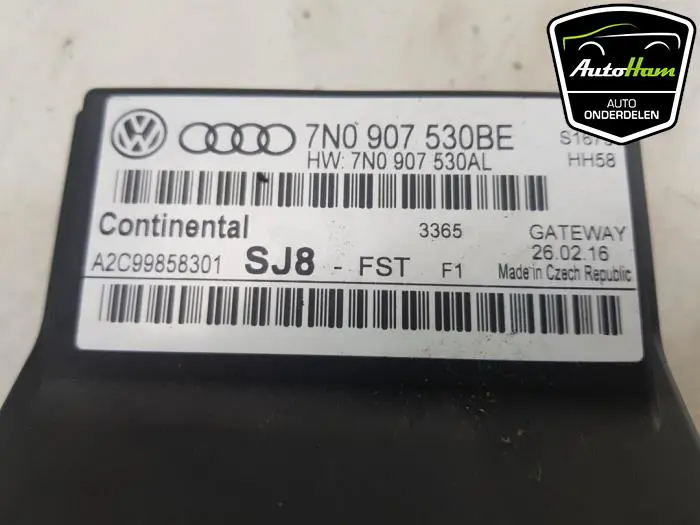 AutoHam
AUTO
ONDERDELEN
7N0 907 530BE
HW: 7N0 907 530AL
HH58
Continental 3365 GATEWAY
A2C99858301 SJ8 - FST F1 26.02.16
Made in Czech Republic